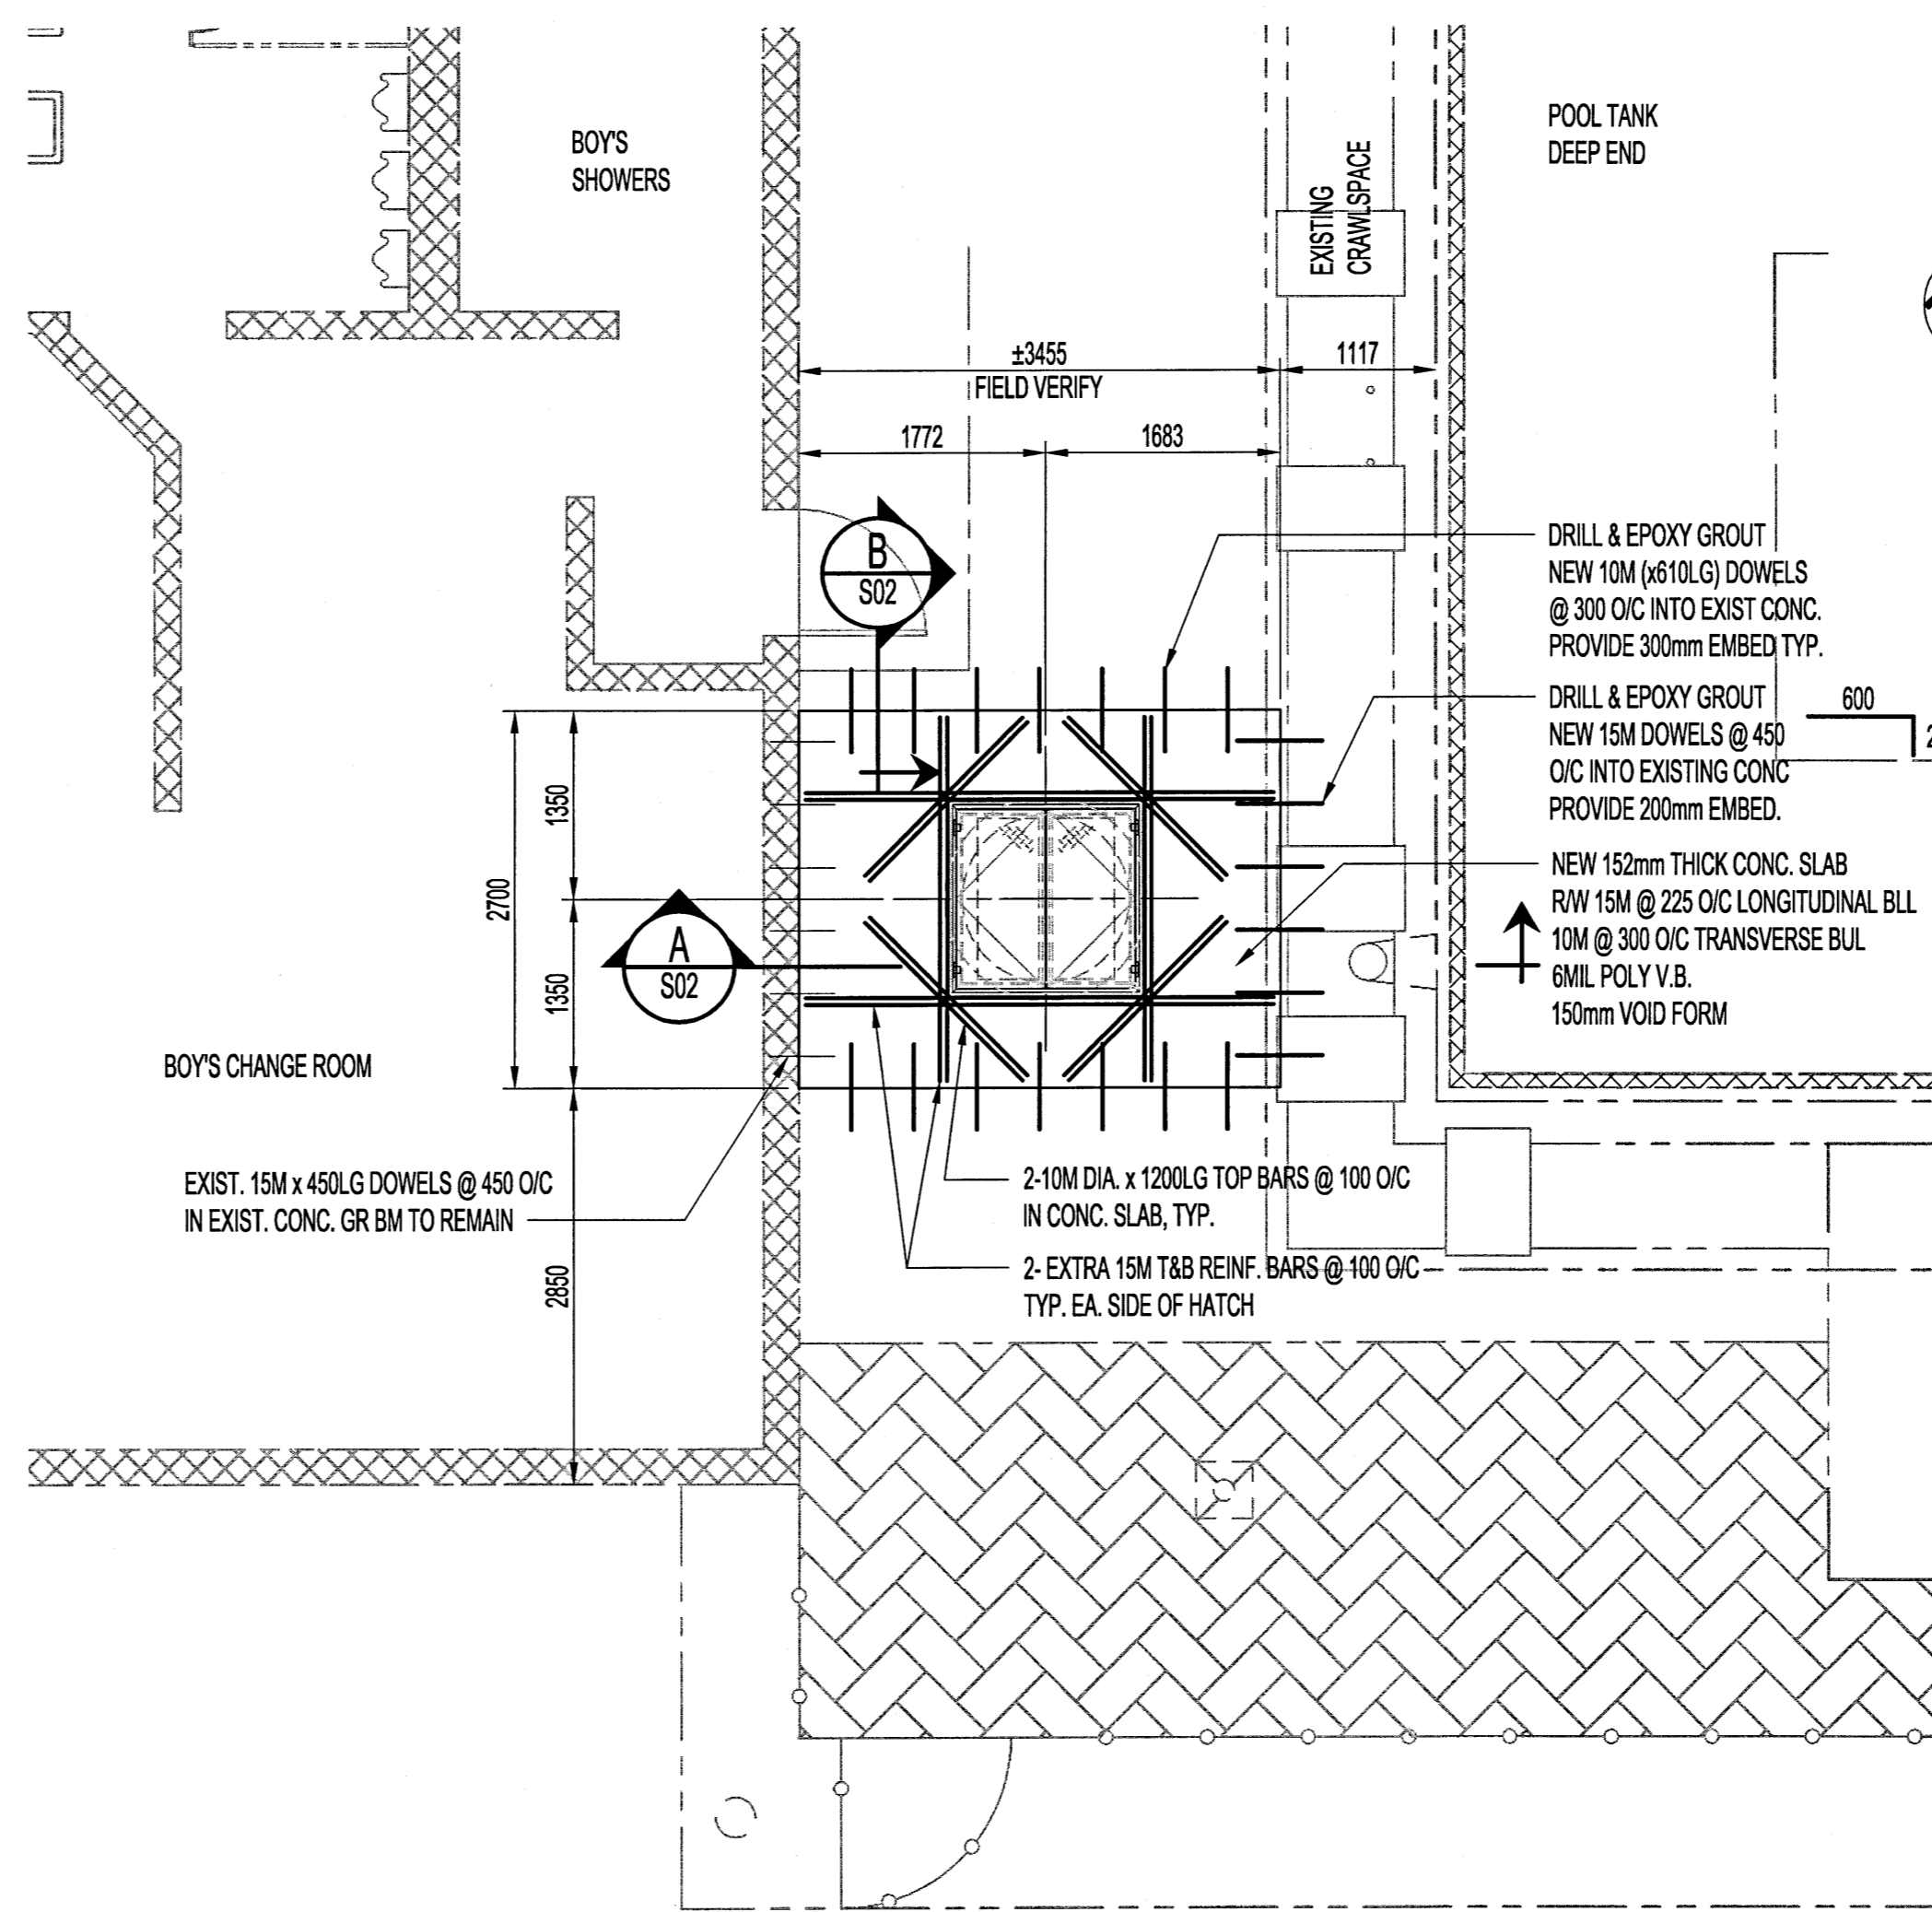 BOY'S
SHOWERS
POOL TANK
DEEP END
EXISTING
CRAWLSPACE
±3455
FIELD VERIFY
1117
1772
1683
B
S02
DRILL & EPOXY GROUT
NEW 10M (x610LG) DOWELS
@ 300 O/C INTO EXIST CONC.
PROVIDE 300mm EMBED TYP.
DRILL & EPOXY GROUT
NEW 15M DOWELS @ 450
O/C INTO EXISTING CONC
PROVIDE 200mm EMBED.
600
2
NEW 152mm THICK CONC. SLAB
R/W 15M @ 225 O/C LONGITUDINAL BLL
10M @ 300 O/C TRANSVERSE BUL
6MIL POLY V.B.
150mm VOID FORM
1350
2700
1350
A
S02
BOY'S CHANGE ROOM
EXIST. 15M x 450LG DOWELS @ 450 O/C
IN EXIST. CONC. GR BM TO REMAIN
2-10M DIA. x 1200LG TOP BARS @ 100 O/C
IN CONC. SLAB, TYP.
2- EXTRA 15M T&B REINF. BARS @ 100 O/C
TYP. EA. SIDE OF HATCH
2850